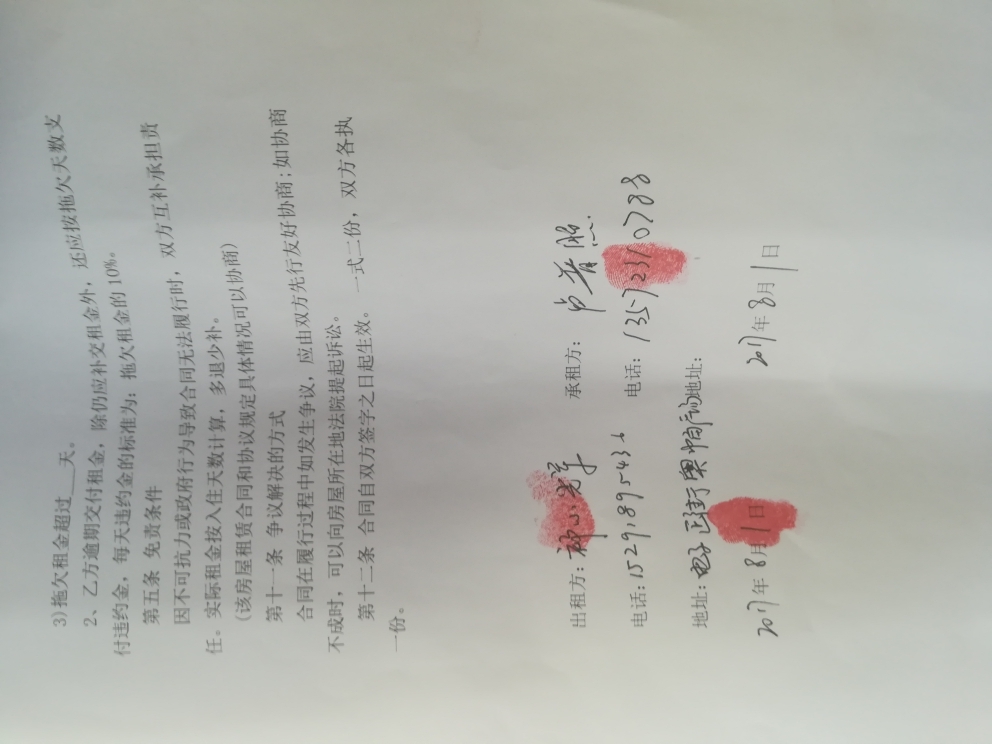 3)拖欠租金超过___天。
2、乙方逾期交付租金，除仍应补交租金外，还应按拖欠天数支
付违约金，每天违约金的标准为：拖欠租金的10%。
第五条 免责条件
因不可抗力或政府行为导致合同无法履行时，双方互补承担责
任。实际租金按入住天数计算，多退少补。
（该房屋租赁合同和协议规定具体情况可以协商）
第十一条 争议解决的方式
合同在履行过程中如发生争议，应由双方先行友好协商；如协商
不成时，可以向房屋所在地法院提起诉讼。
第十二条 合同自双方签字之日起生效。一式二份，双方各执
一份。
出租方： 承租方：
电话：15291895436 电话：13572310788
地址：电子正街 地址：
2017年8月1日 2017年8月1日